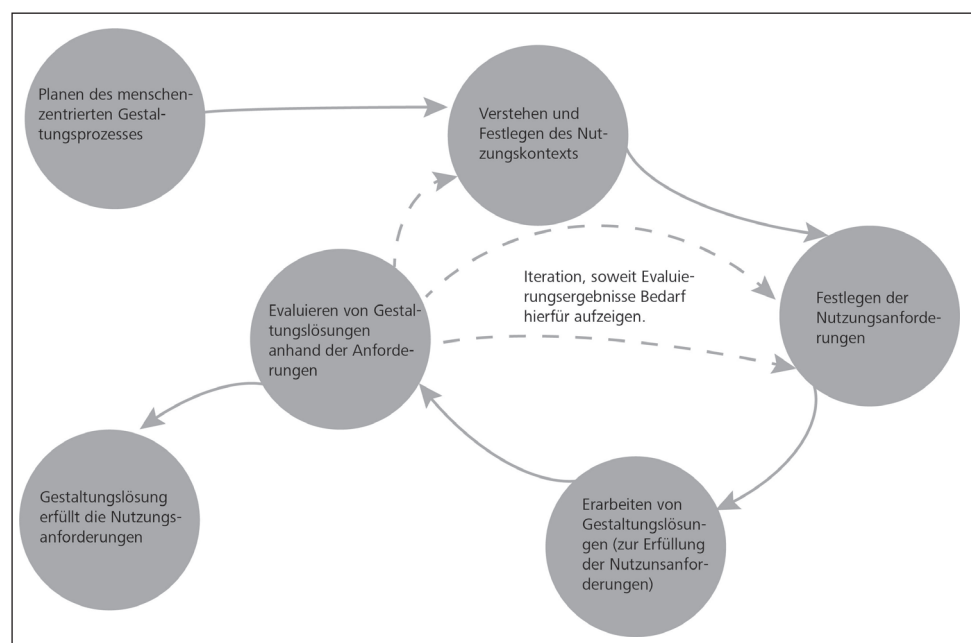 Planen des menschen-
zentrierten Gestal-
tungsprozesses
Verstehen und
Festlegen des Nut-
zungskontexts
Iteration, soweit Evaluie-
rungsergebnisse Bedarf
hierfür aufzeigen.
Festlegen der
Nutzungsanforde-
rungen
Evaluieren von Gestal-
tungslösungen
anhand der Anforde-
rungen
Gestaltungslösung
erfüllt die Nutzungs-
anforderungen
Erarbeiten von
Gestaltungslösun-
gen (zur Erfüllung
der Nutzunsanfor-
derungen)